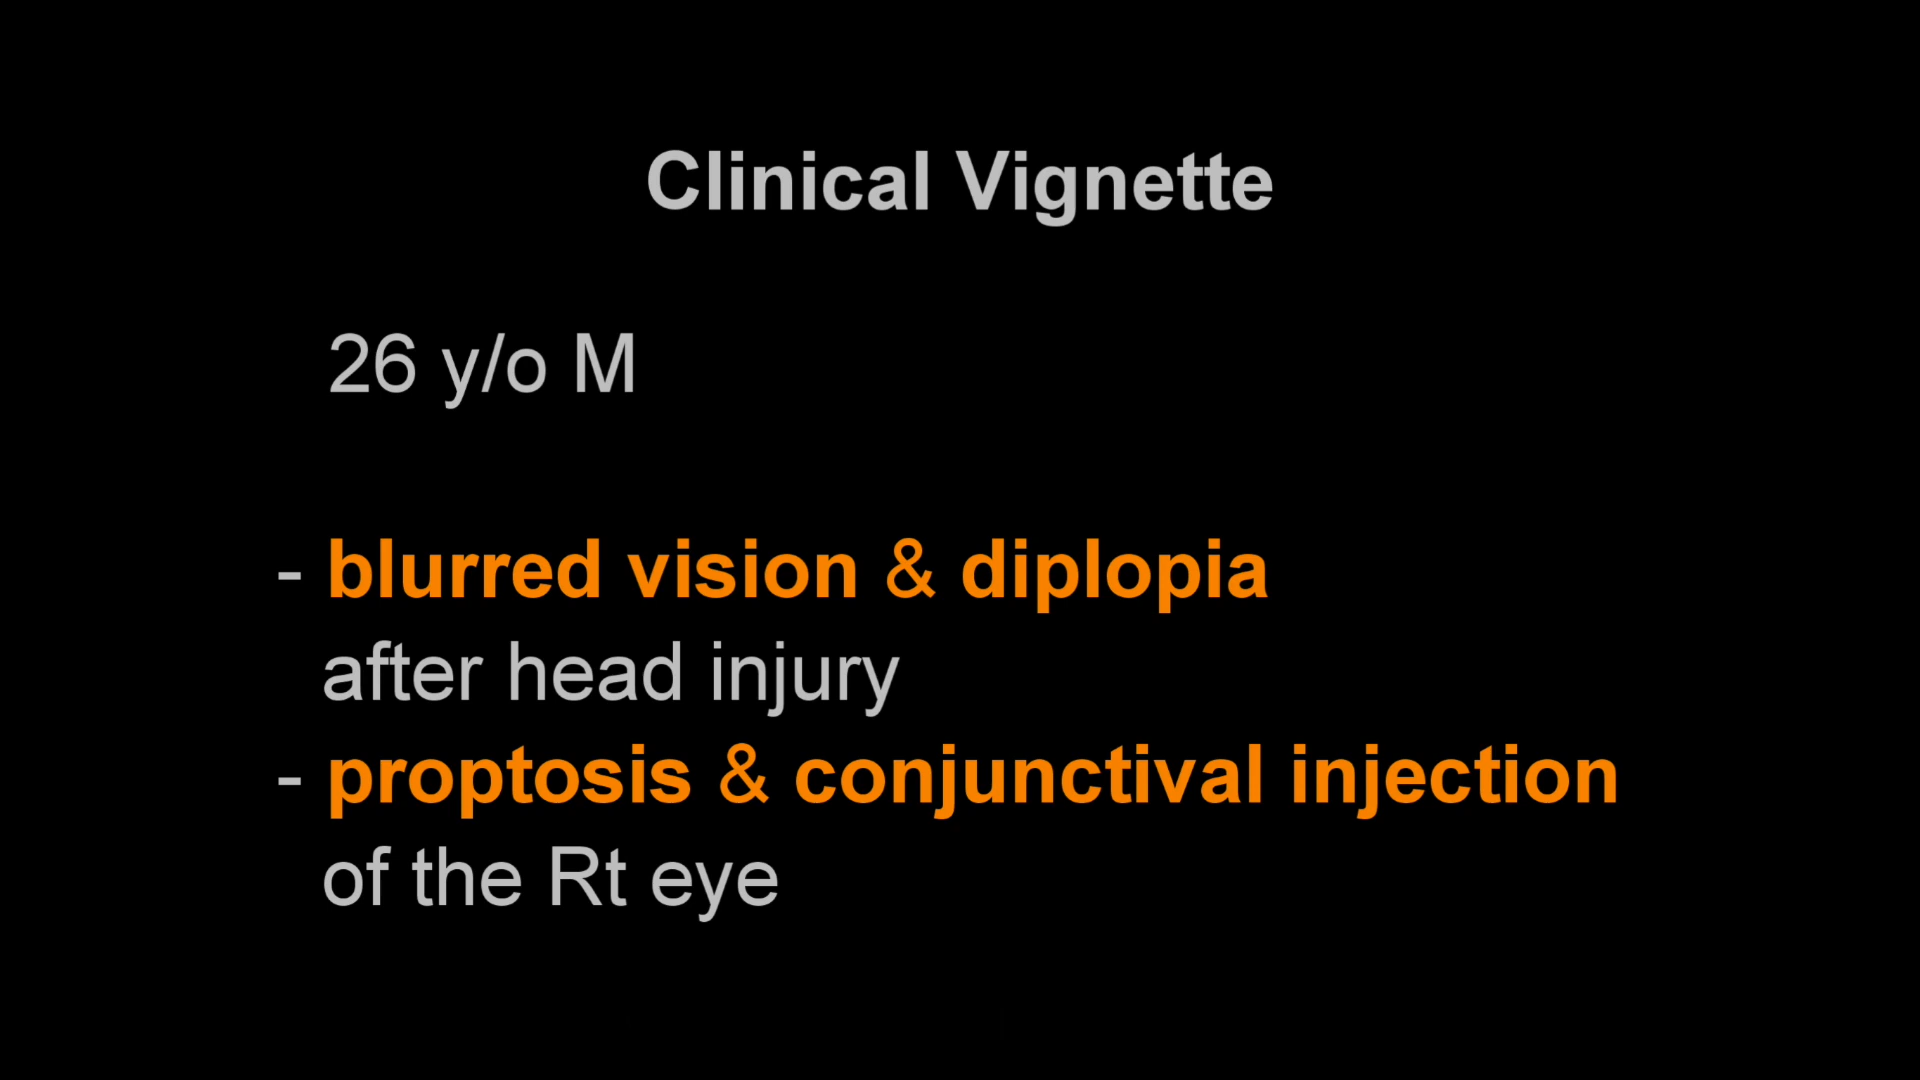 Clinical Vignette
26 y/o M
- blurred vision & diplopia
after head injury
- proptosis & conjunctival injection
of the Rt eye